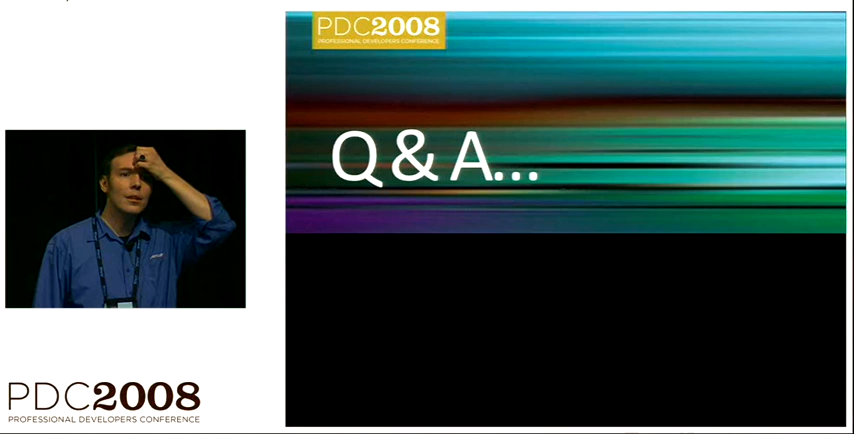 PDC2008
PROFESSIONAL DEVELOPERS CONFERENCE
Q & A...
PDC2008
PROFESSIONAL DEVELOPERS CONFERENCE